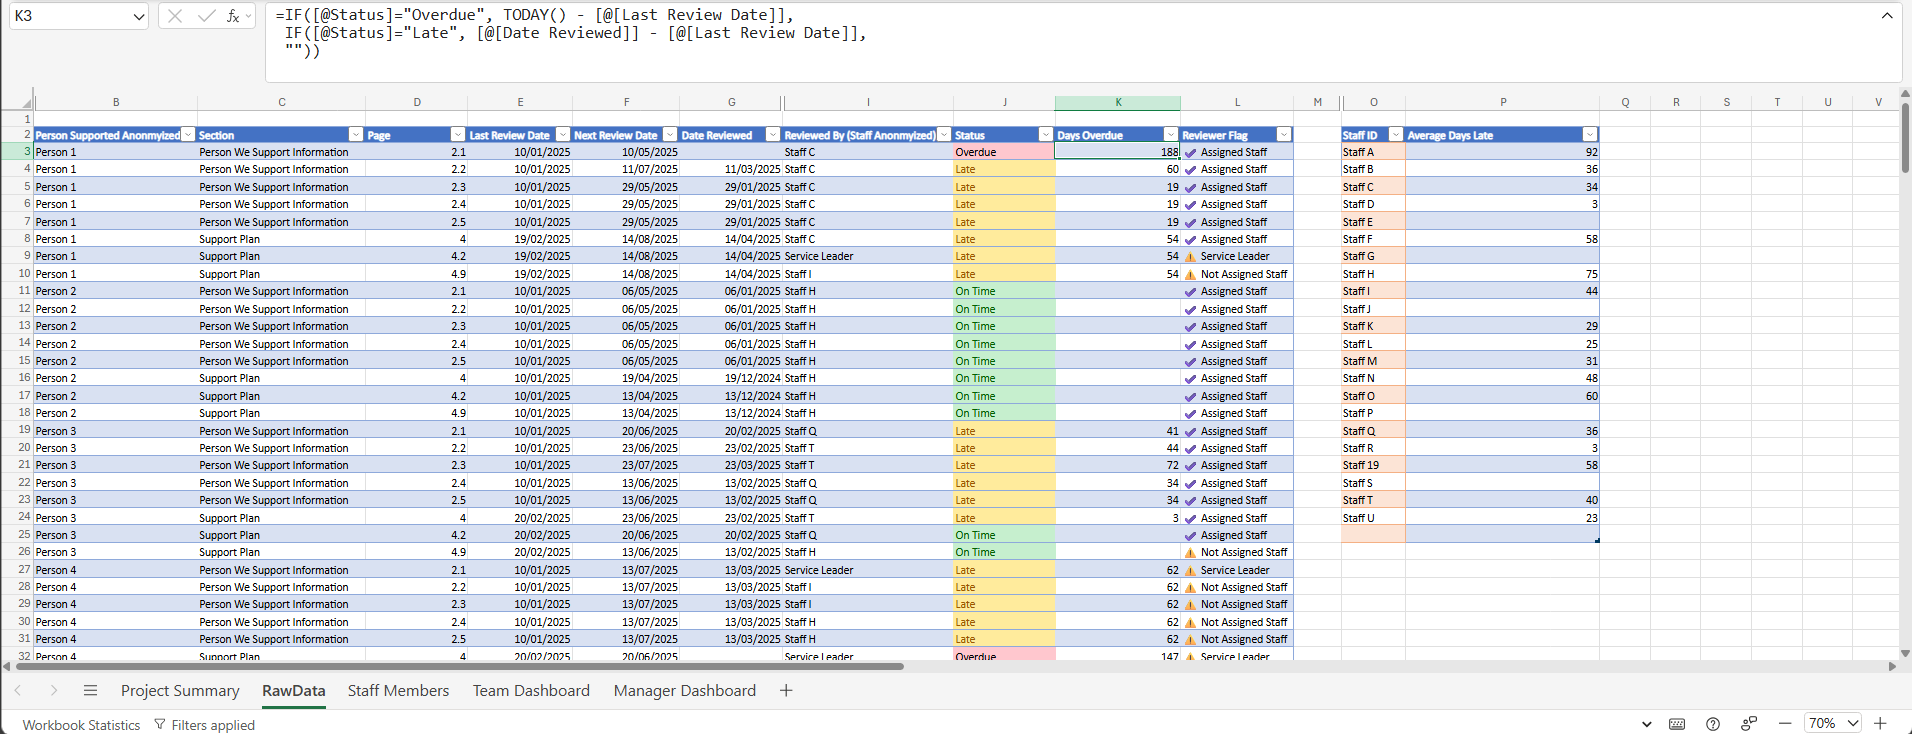 K3
fx
=IF([@Status]="Overdue", TODAY() - [@[Last Review Date]],
IF([@Status]="Late", [@[Date Reviewed]] - [@[Last Review Date]],
""))
B C D E F G I J K L M O P Q R S T U V
1
2 Person Supported Anonmyized Section Page Last Review Date Next Review Date Date Reviewed Reviewed By (Staff Anonmyized) Status Days Overdue Reviewer Flag Staff ID Average Days Late
3 Person 1 Person We Support Information 2.1 10/01/2025 10/05/2025 Staff C Overdue 188 Assigned Staff Staff A 92
4 Person 1 Person We Support Information 2.2 10/01/2025 11/07/2025 11/03/2025 Staff C Late 60 Assigned Staff Staff B 36
5 Person 1 Person We Support Information 2.3 10/01/2025 29/05/2025 29/01/2025 Staff C Late 19 Assigned Staff Staff C 34
6 Person 1 Person We Support Information 2.4 10/01/2025 29/05/2025 29/01/2025 Staff C Late 19 Assigned Staff Staff D 3
7 Person 1 Person We Support Information 2.5 10/01/2025 29/05/2025 29/01/2025 Staff C Late 19 Assigned Staff Staff E
8 Person 1 Support Plan 4 19/02/2025 14/08/2025 14/04/2025 Staff C Late 54 Assigned Staff Staff F 58
9 Person 1 Support Plan 4.2 19/02/2025 14/08/2025 14/04/2025 Service Leader Late 54 Service Leader Staff G
10 Person 1 Support Plan 4.9 19/02/2025 14/08/2025 14/04/2025 Staff I Late 54 Not Assigned Staff Staff H 75
11 Person 2 Person We Support Information 2.1 10/01/2025 06/05/2025 06/01/2025 Staff H On Time Assigned Staff Staff I 44
12 Person 2 Person We Support Information 2.2 10/01/2025 06/05/2025 06/01/2025 Staff H On Time Assigned Staff Staff J
13 Person 2 Person We Support Information 2.3 10/01/2025 06/05/2025 06/01/2025 Staff H On Time Assigned Staff Staff K 29
14 Person 2 Person We Support Information 2.4 10/01/2025 06/05/2025 06/01/2025 Staff H On Time Assigned Staff Staff L 25
15 Person 2 Person We Support Information 2.5 10/01/2025 06/05/2025 06/01/2025 Staff H On Time Assigned Staff Staff M 31
16 Person 2 Support Plan 4 10/01/2025 19/04/2025 19/12/2024 Staff H On Time Assigned Staff Staff N 48
17 Person 2 Support Plan 4.2 10/01/2025 13/04/2025 13/12/2024 Staff H On Time Assigned Staff Staff O 60
18 Person 2 Support Plan 4.9 10/01/2025 13/04/2025 13/12/2024 Staff H On Time Assigned Staff Staff P
19 Person 3 Person We Support Information 2.1 10/01/2025 20/06/2025 20/02/2025 Staff Q Late 41 Assigned Staff Staff Q 36
20 Person 3 Person We Support Information 2.2 10/01/2025 23/06/2025 23/02/2025 Staff T Late 44 Assigned Staff Staff R 3
21 Person 3 Person We Support Information 2.3 10/01/2025 23/07/2025 23/03/2025 Staff T Late 72 Assigned Staff Staff 19 58
22 Person 3 Person We Support Information 2.4 10/01/2025 13/06/2025 13/02/2025 Staff Q Late 34 Assigned Staff Staff S
23 Person 3 Person We Support Information 2.5 10/01/2025 13/06/2025 13/02/2025 Staff Q Late 34 Assigned Staff Staff T 40
24 Person 3 Support Plan 4 20/02/2025 23/06/2025 23/02/2025 Staff T Late 3 Assigned Staff Staff U 23
25 Person 3 Support Plan 4.2 20/02/2025 20/06/2025 20/02/2025 Staff Q On Time Assigned Staff
26 Person 3 Support Plan 4.9 20/02/2025 13/06/2025 13/02/2025 Staff H On Time Not Assigned Staff
27 Person 4 Person We Support Information 2.1 10/01/2025 13/07/2025 13/03/2025 Service Leader Late 62 Service Leader
28 Person 4 Person We Support Information 2.2 10/01/2025 13/07/2025 13/03/2025 Staff I Late 62 Not Assigned Staff
29 Person 4 Person We Support Information 2.3 10/01/2025 13/07/2025 13/03/2025 Staff I Late 62 Not Assigned Staff
30 Person 4 Person We Support Information 2.4 10/01/2025 13/07/2025 13/03/2025 Staff H Late 62 Not Assigned Staff
31 Person 4 Person We Support Information 2.5 10/01/2025 13/07/2025 13/03/2025 Staff H Late 62 Not Assigned Staff
32 Person 4 Support Plan 4 20/02/2025 20/06/2025 Service Leader Overdue 147 Service Leader
Project Summary RawData Staff Members Team Dashboard Manager Dashboard
Workbook Statistics Filters applied 70%